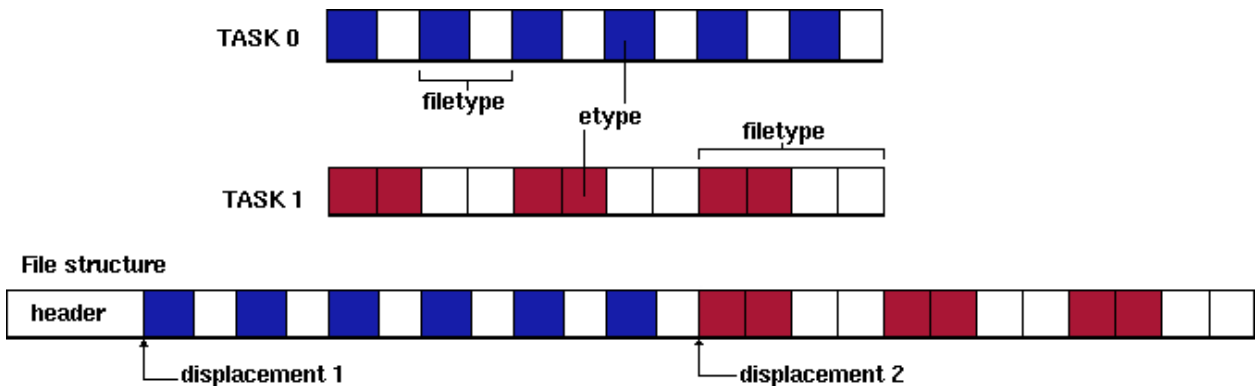 TASK 0
filetype
etype
filetype
TASK 1
File structure
header
displacement 1
displacement 2